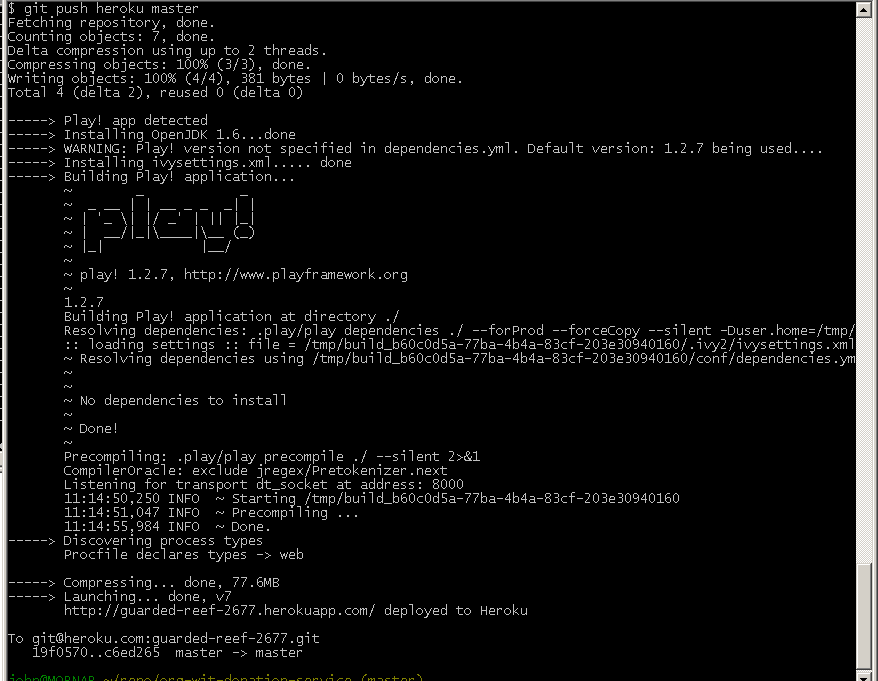 $ git push heroku master
Fetching repository, done.
Counting objects: 7, done.
Delta compression using up to 2 threads.
Compressing objects: 100% (3/3), done.
Writing objects: 100% (4/4), 381 bytes | 0 bytes/s, done.
Total 4 (delta 2), reused 0 (delta 0)
-----> Play! app detected
-----> Installing OpenJDK 1.6...done
-----> WARNING: Play! version not specified in dependencies.yml. Default version: 1.2.7 being used....
-----> Installing ivysettings.xml..... done
-----> Building Play! application...
~ _ _
~ _ __ | | __ _ _ _| |
~ | '_ \| |/ _' | || |_|
~ | __/|_|\____|\__ (_)
~ |_| |__/
~
~ play! 1.2.7, http://www.playframework.org
~
1.2.7
Building Play! application at directory ./
Resolving dependencies: .play/play dependencies ./ --forProd --forceCopy --silent -Duser.home=/tmp/
:: loading settings :: file = /tmp/build_b60c0d5a-77ba-4b4a-83cf-203e30940160/.ivy2/ivysettings.xml
~ Resolving dependencies using /tmp/build_b60c0d5a-77ba-4b4a-83cf-203e30940160/conf/dependencies.ym
~
~
~ No dependencies to install
~
~ Done!
~
Precompiling: .play/play precompile ./ --silent 2>&1
CompilerOracle: exclude jregex/Pretokenizer.next
Listening for transport dt_socket at address: 8000
11:14:50,250 INFO  ~ Starting /tmp/build_b60c0d5a-77ba-4b4a-83cf-203e30940160
11:14:51,047 INFO  ~ Precompiling ...
11:14:55,984 INFO  ~ Done.
-----> Discovering process types
Procfile declares types -> web
-----> Compressing... done, 77.6MB
-----> Launching... done, v7
http://guarded-reef-2677.herokuapp.com/ deployed to Heroku
To git@heroku.com:guarded-reef-2677.git
19f0570..c6ed265  master -> master
john@MORNAP ~/repo/org-wit-donation-service (master)